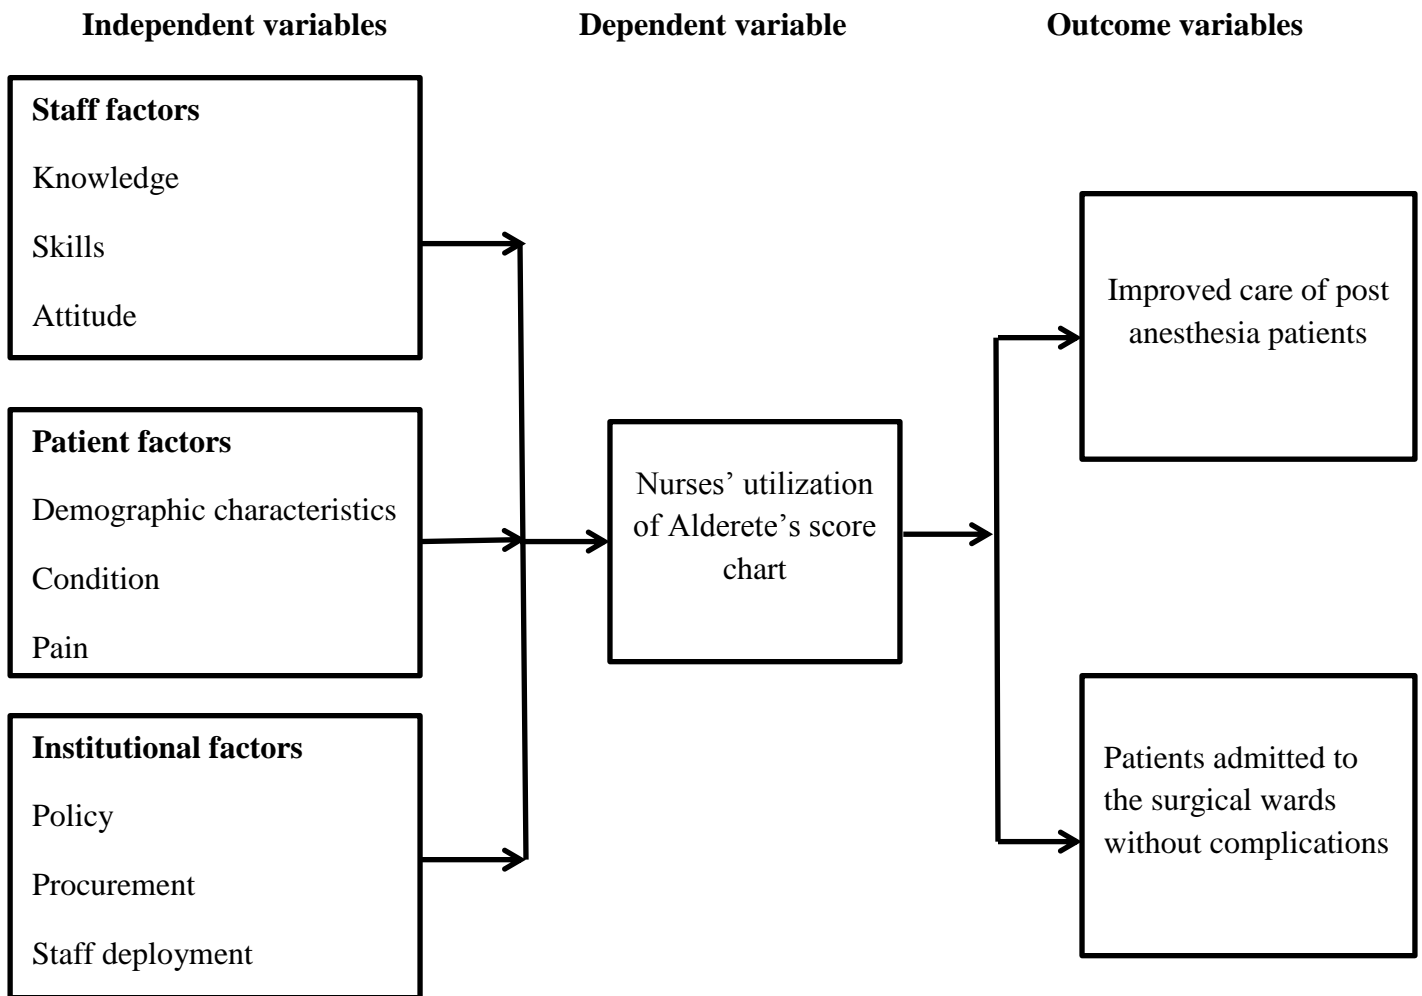 Independent variables
Dependent variable
Outcome variables
Staff factors
Knowledge
Skills
Attitude
Patient factors
Demographic characteristics
Condition
Pain
Institutional factors
Policy
Procurement
Staff deployment
Nurses’ utilization
of Alderete’s score
chart
Improved care of post
anesthesia patients
Patients admitted to
the surgical wards
without complications